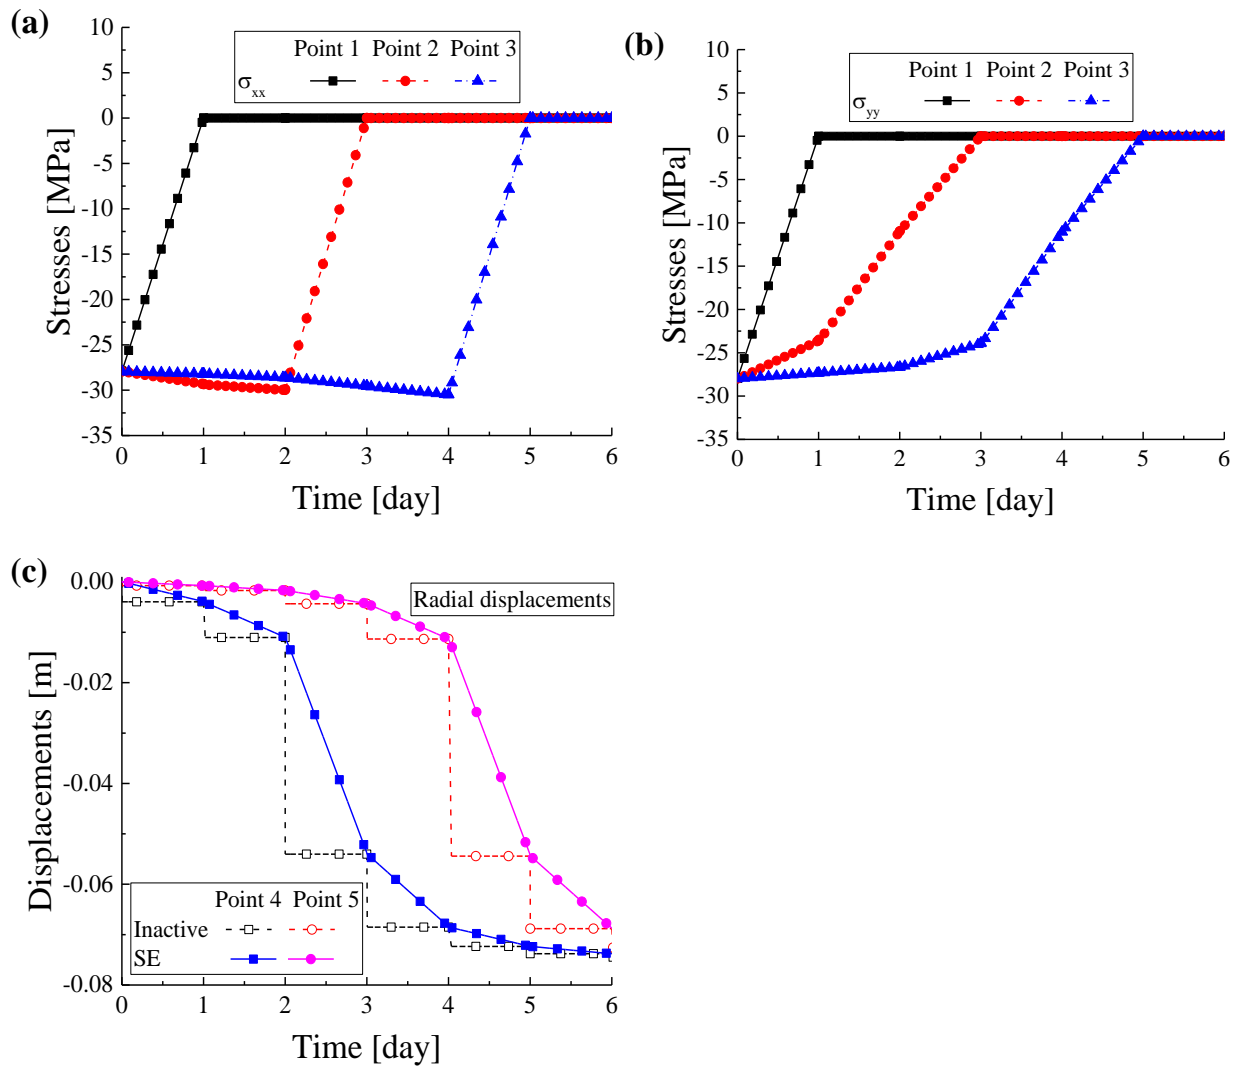 (a)
10
5
0
-5
-10
-15
-20
-25
-30
-35
Stresses [MPa]
Point 1 Point 2 Point 3
σxx
0 1 2 3 4 5 6
Time [day]
(b)
10
5
0
-5
-10
-15
-20
-25
-30
-35
Stresses [MPa]
Point 1 Point 2 Point 3
σyy
0 1 2 3 4 5 6
Time [day]
(c)
0.00
-0.02
-0.04
-0.06
-0.08
Displacements [m]
Radial displacements
Point 4 Point 5
Inactive
SE
0 1 2 3 4 5 6
Time [day]